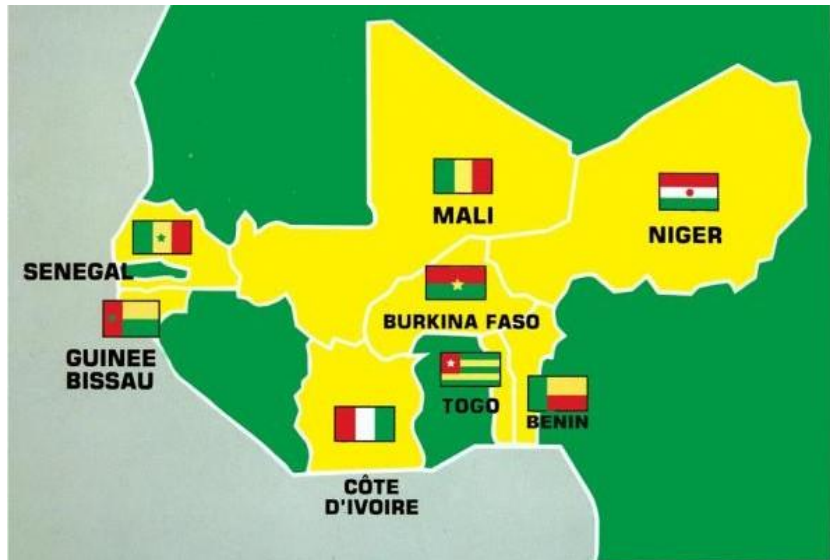 MALI
NIGER
SENEGAL
BURKINA FASO
GUINEE
BISSAU
TOGO
BENIN
CÔTE
D'IVOIRE